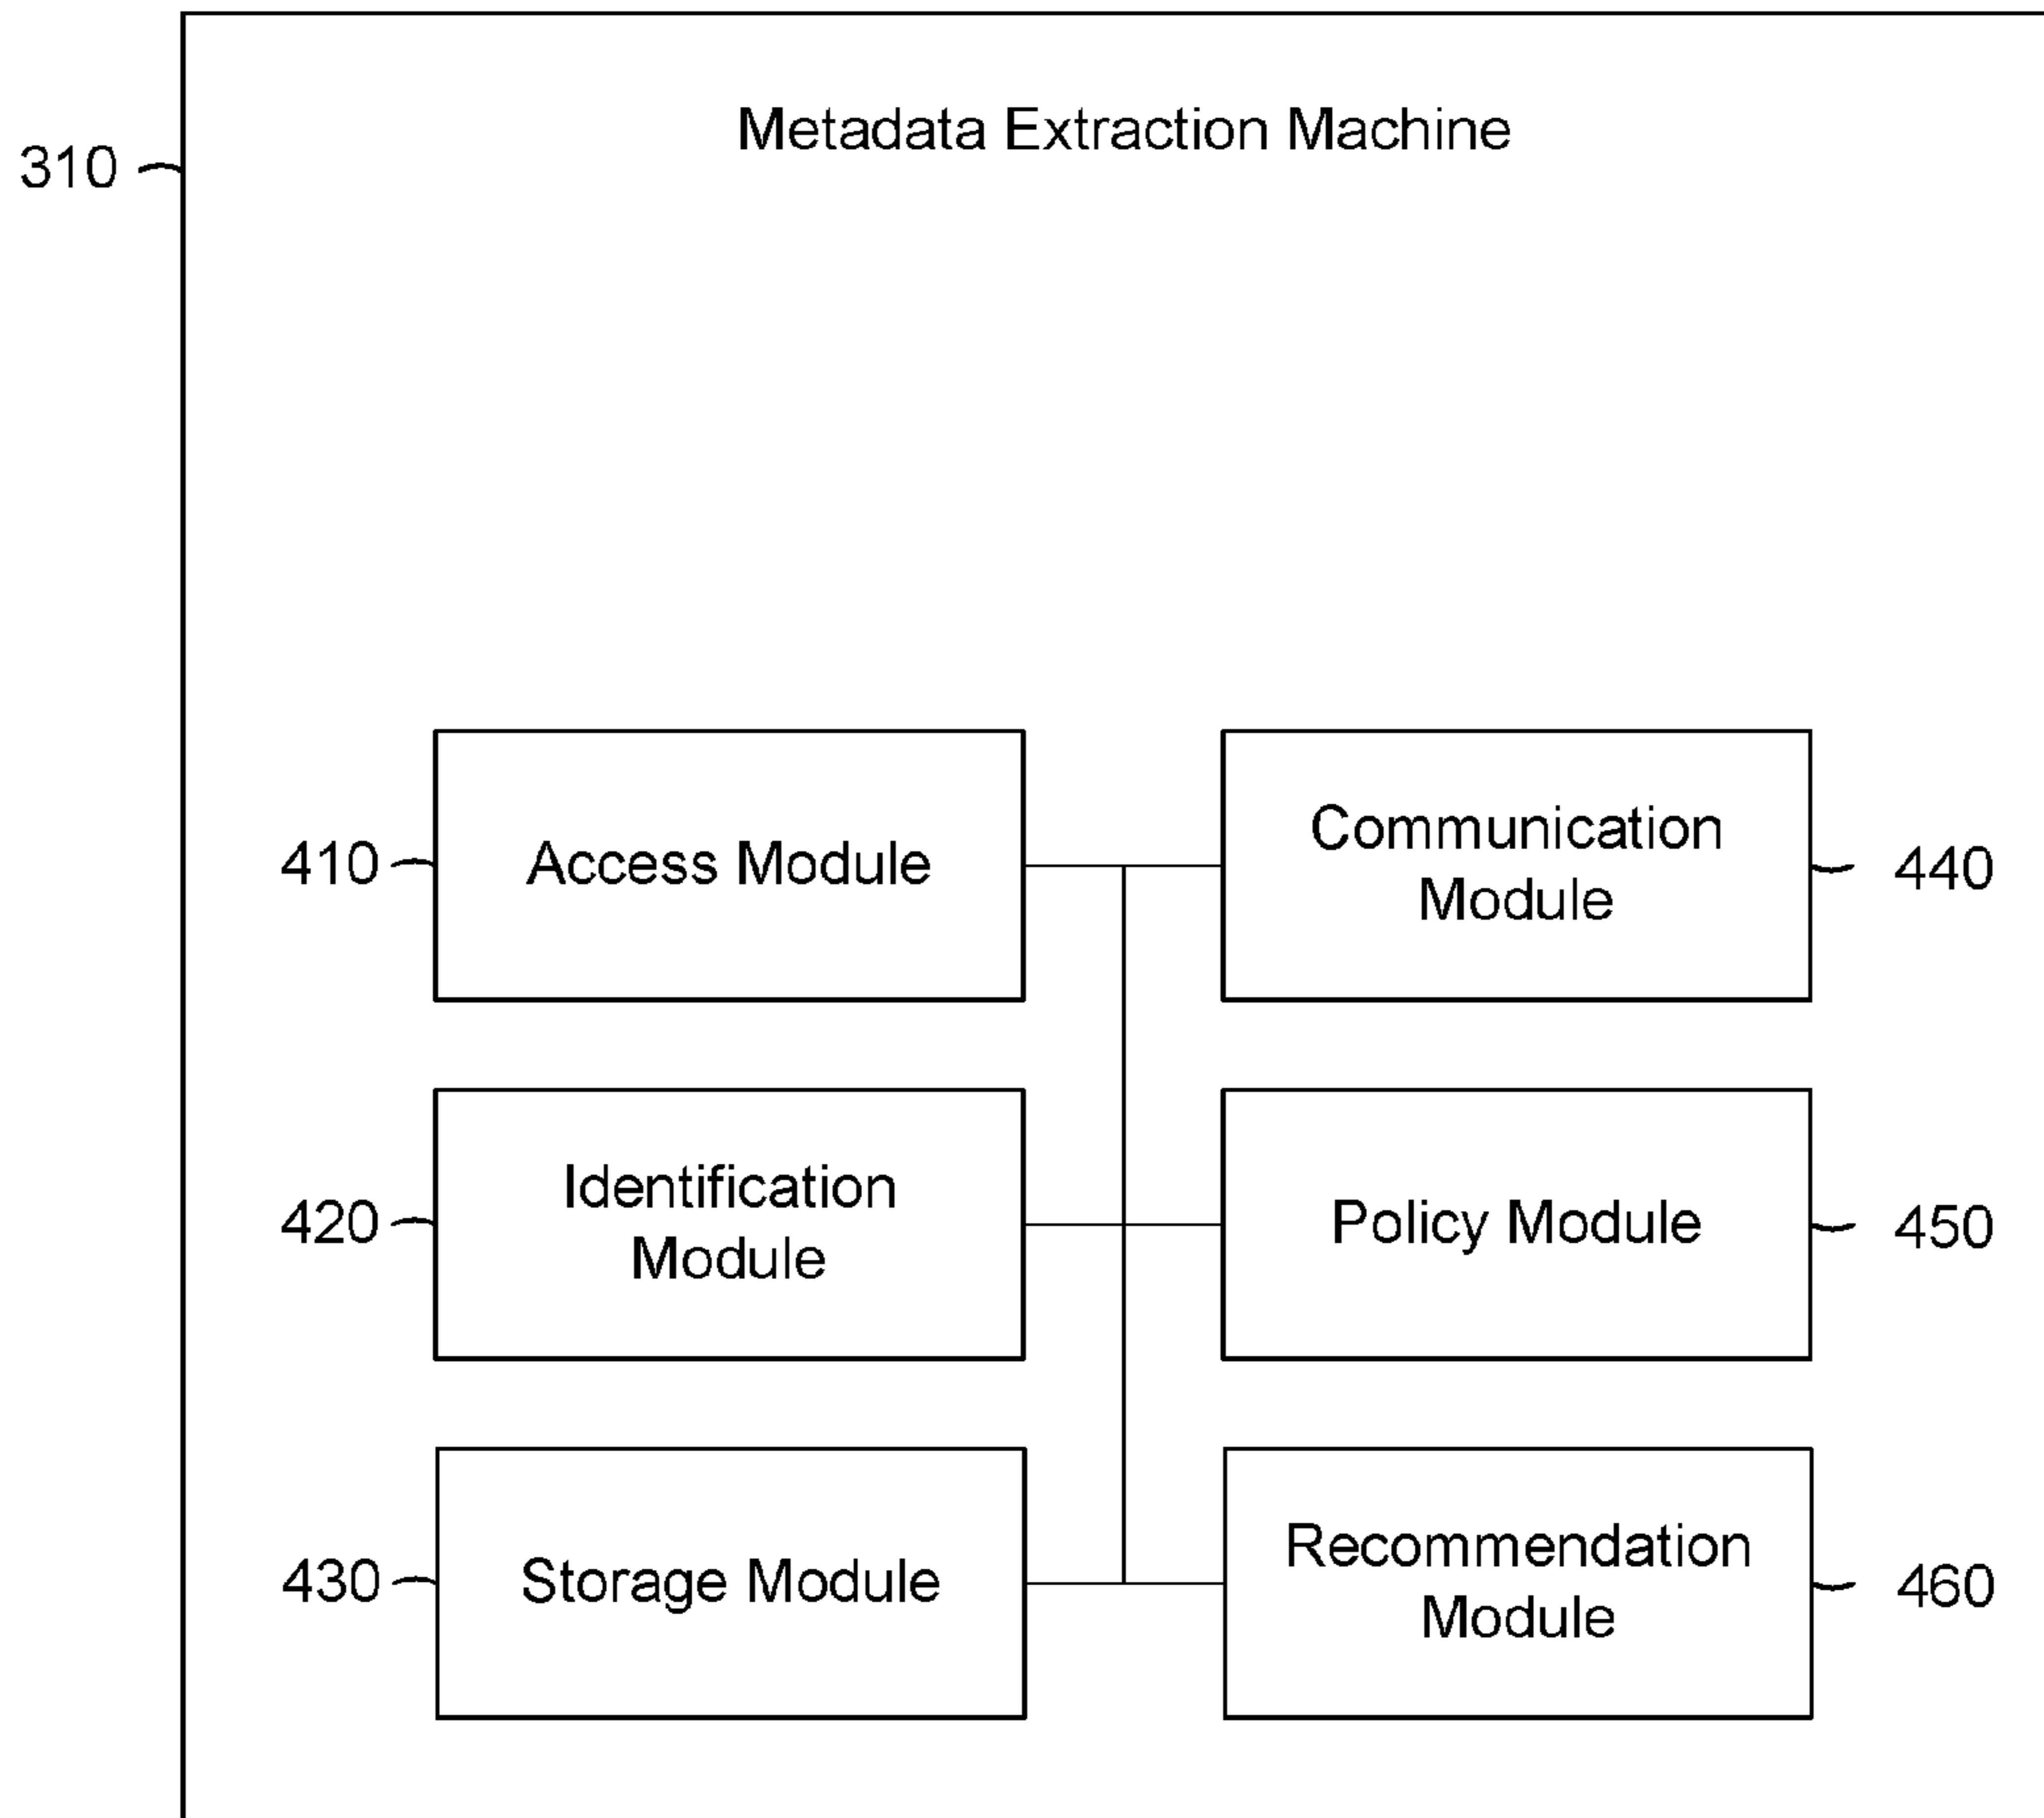 Metadata Extraction Machine
310
410
Access Module
Communication
Module
440
420
Identification
Module
Policy Module
450
430
Storage Module
Recommendation
Module
460